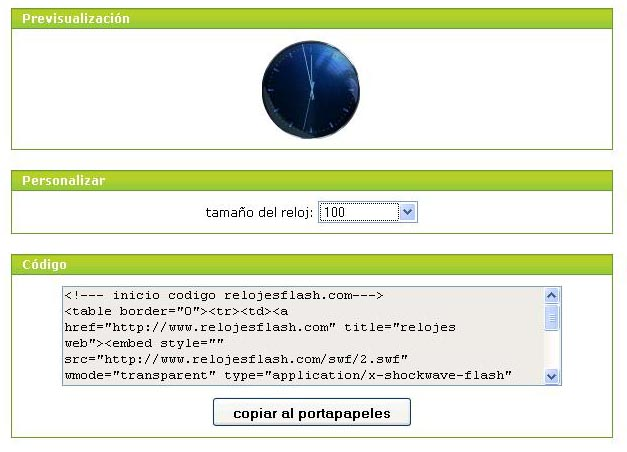 Previsualización
Personalizar
tamaño del reloj: 100
Código
<!--- inicio codigo relojesflash.com--->
<table border="0"><tr><td><a
href="http://www.relojesflash.com" title="relojes
web"><embed style=""
src="http://www.relojesflash.com/swf/2.swf"
wmode="transparent" type="application/x-shockwave-flash"
copiar al portapapeles